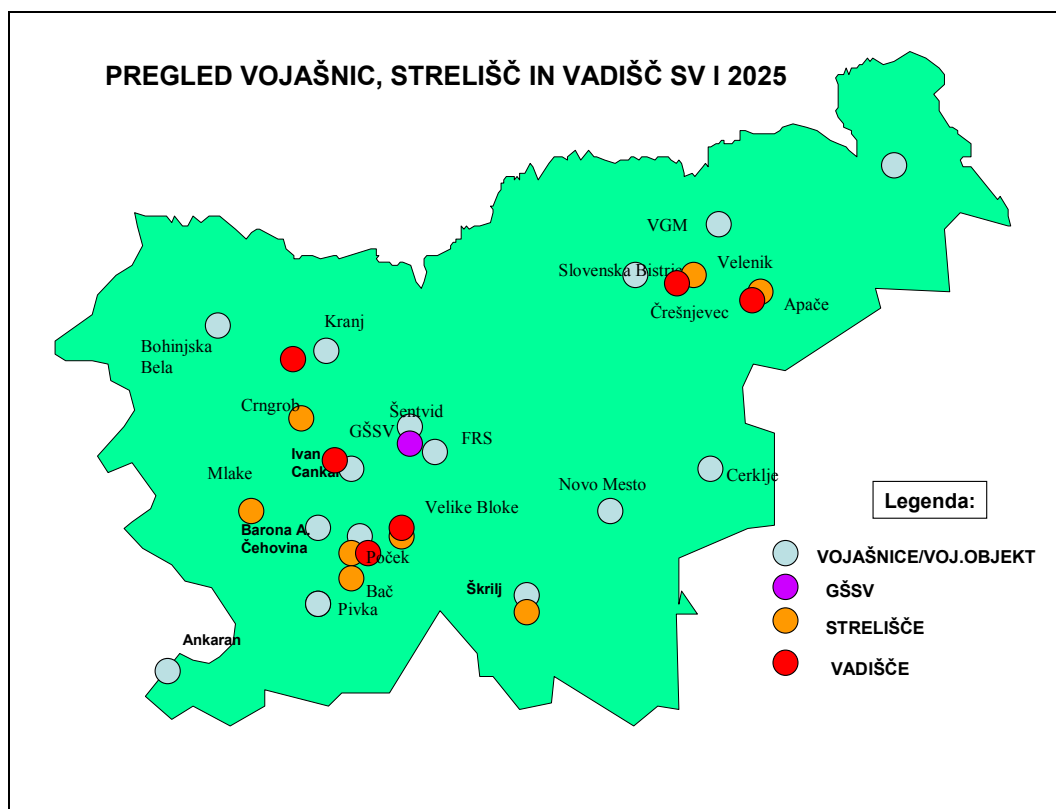 PREGLED VOJAŠNIC, STRELIŠČ IN VADIŠČ SV I 2025
VGM
Slovenska Bistric
Velenik
Črešnjevec
Apače
Kranj
Bohinjska
Bela
Crngrob
Šentvid
GŠSV
FRS
Ivan
Cankar
Mlake
Cerklje
Novo Mesto
Velike Bloke
Barona A.
Čehovina
Poček
Bač
Pivka
Škrilj
Ankaran
Legenda:
VOJAŠNICE/VOJ.OBJEKT
GŠSV
STRELIŠČE
VADIŠČE